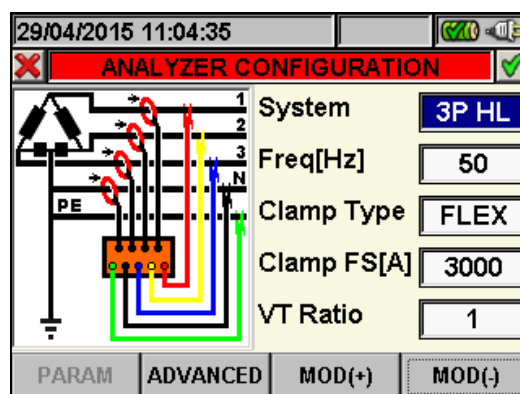 29/04/2015 11:04:35
ANALYZER CONFIGURATION
1
2
3
N
PE
System 3P HL
Freq[Hz] 50
Clamp Type FLEX
Clamp FS[A] 3000
VT Ratio 1
PARAM ADVANCED MOD(+) MOD(-)